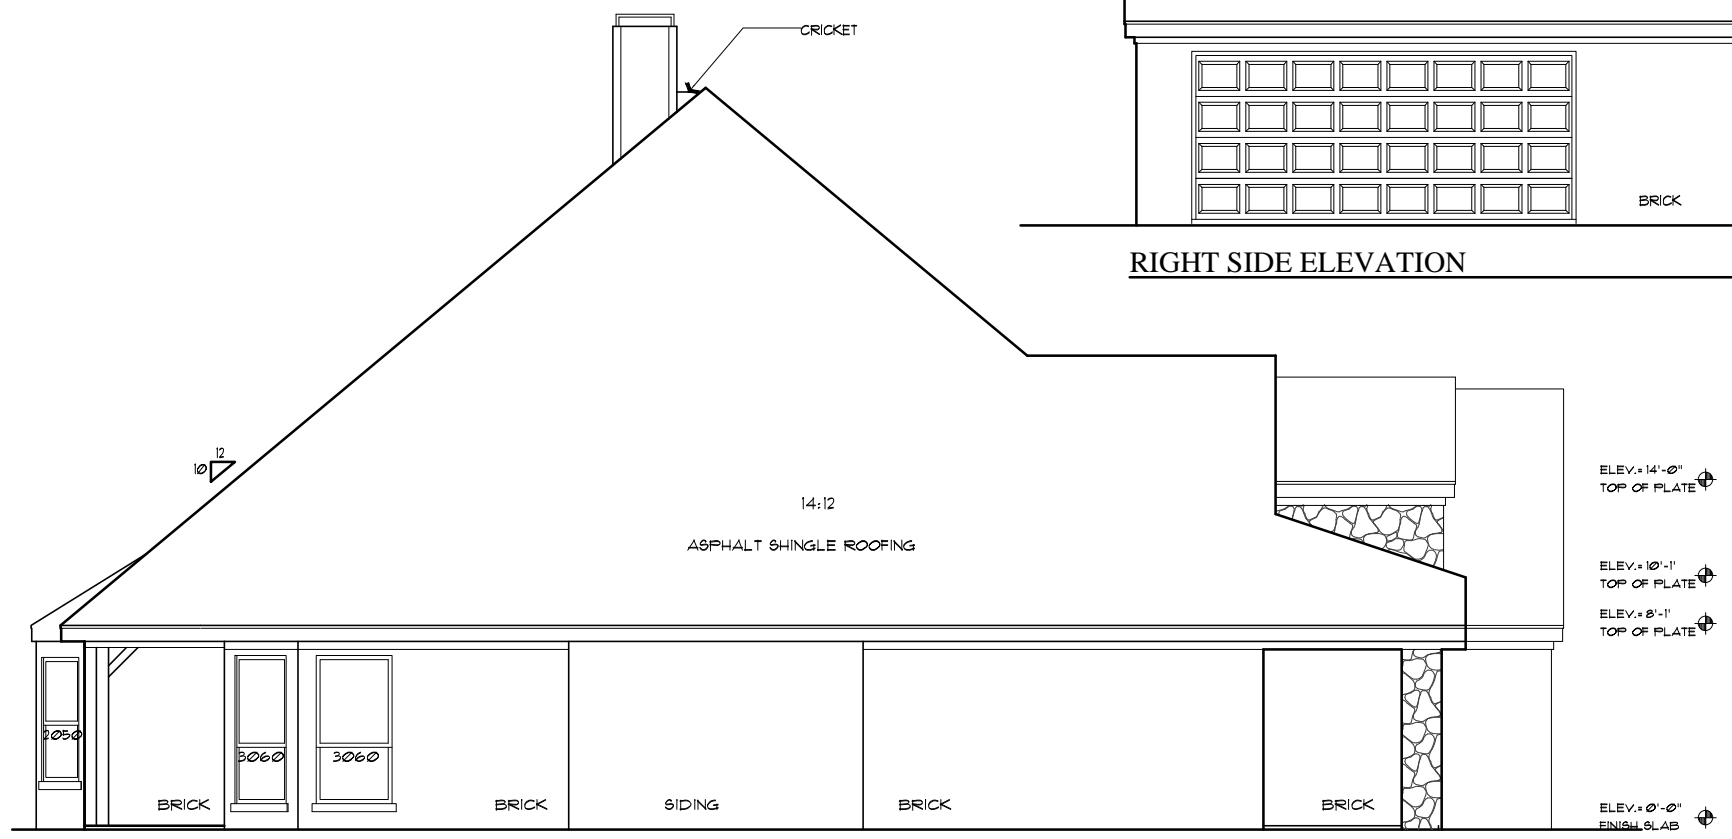 CRICKET
BRICK
RIGHT SIDE ELEVATION
12
10
14:12
ASPHALT SHINGLE ROOFING
ELEV.= 14'-0"
TOP OF PLATE
ELEV.= 10'-1"
TOP OF PLATE
ELEV.= 8'-1"
TOP OF PLATE
2050
3060
3060
BRICK
BRICK
SIDING
BRICK
BRICK
ELEV.= 0'-0"
FINISH SLAB